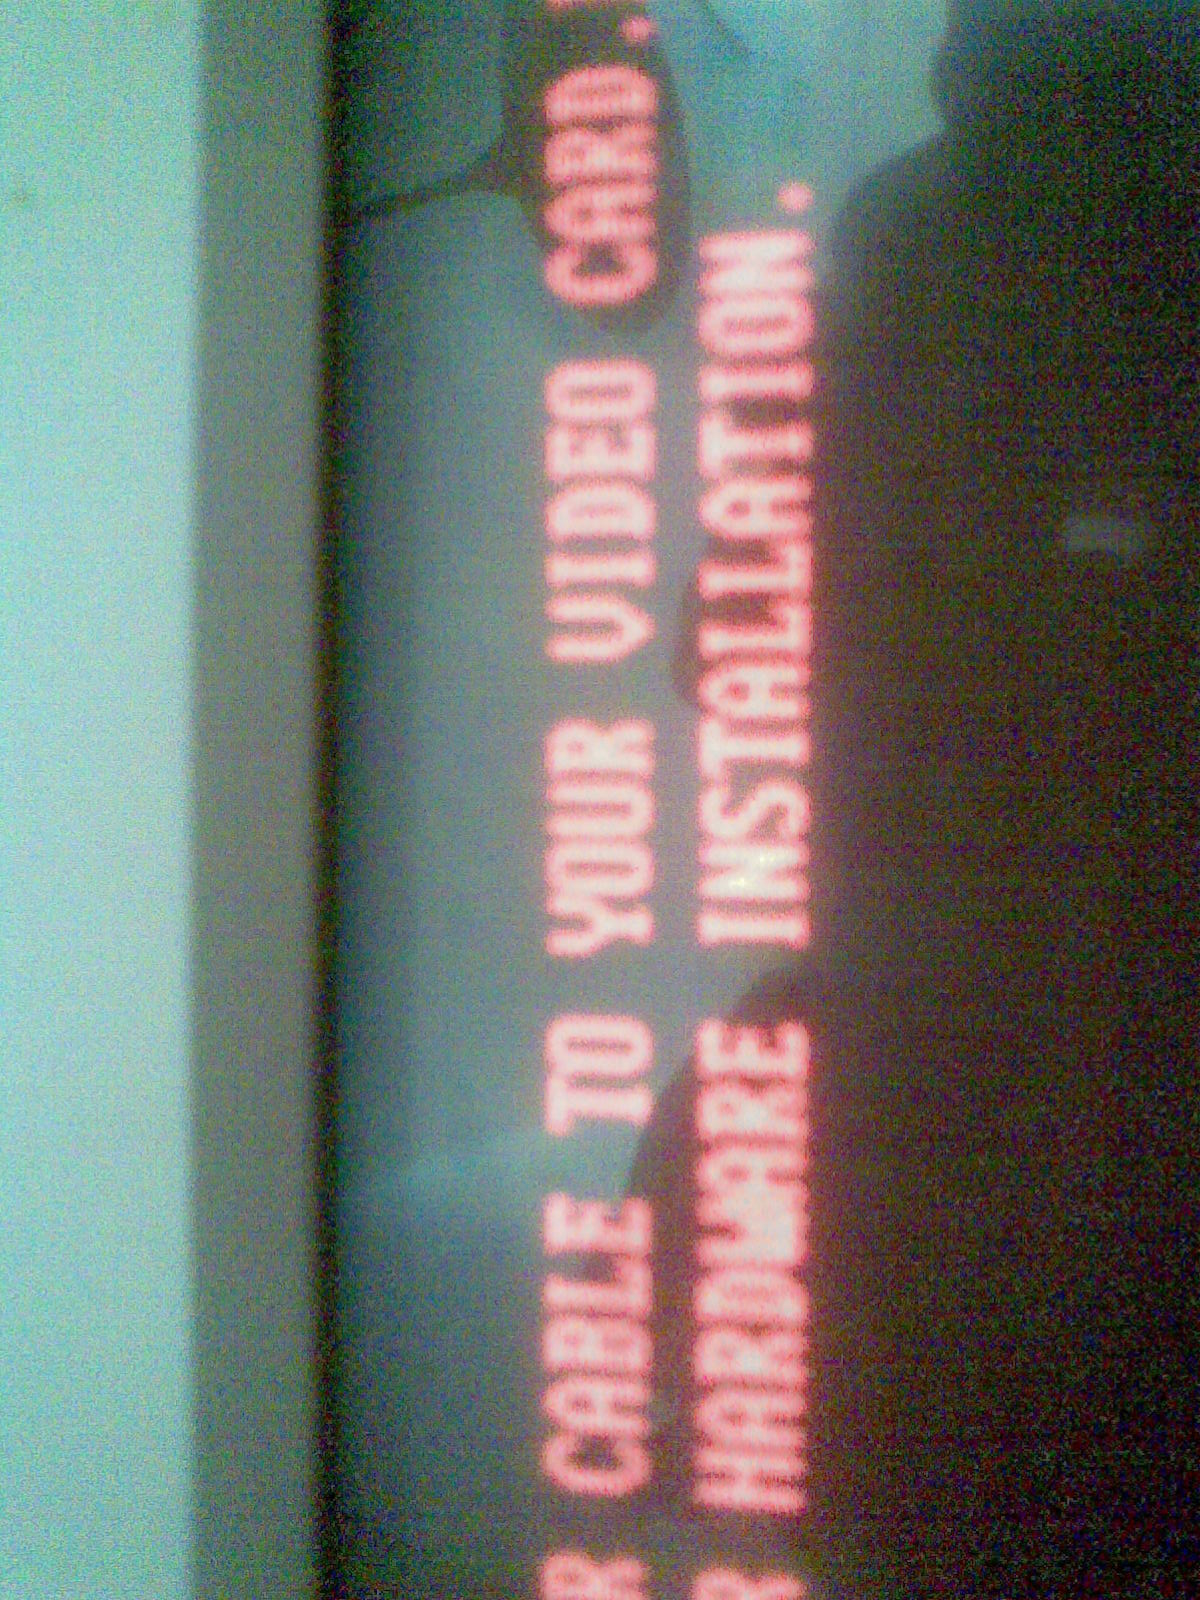 R CABLE TO YOUR VIDEO CARD.
R HARDWARE INSTALLATION.